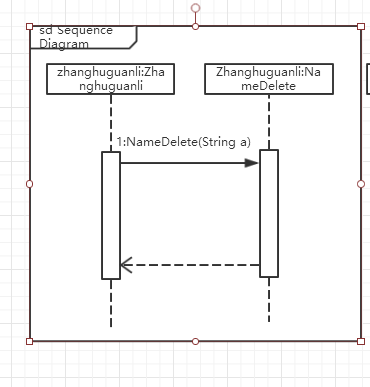 sd Sequence
Diagram
zhanghuguanli:Zha
nghuguanli
Zhanghuguanli:Na
meDelete
1:NameDelete(String a)